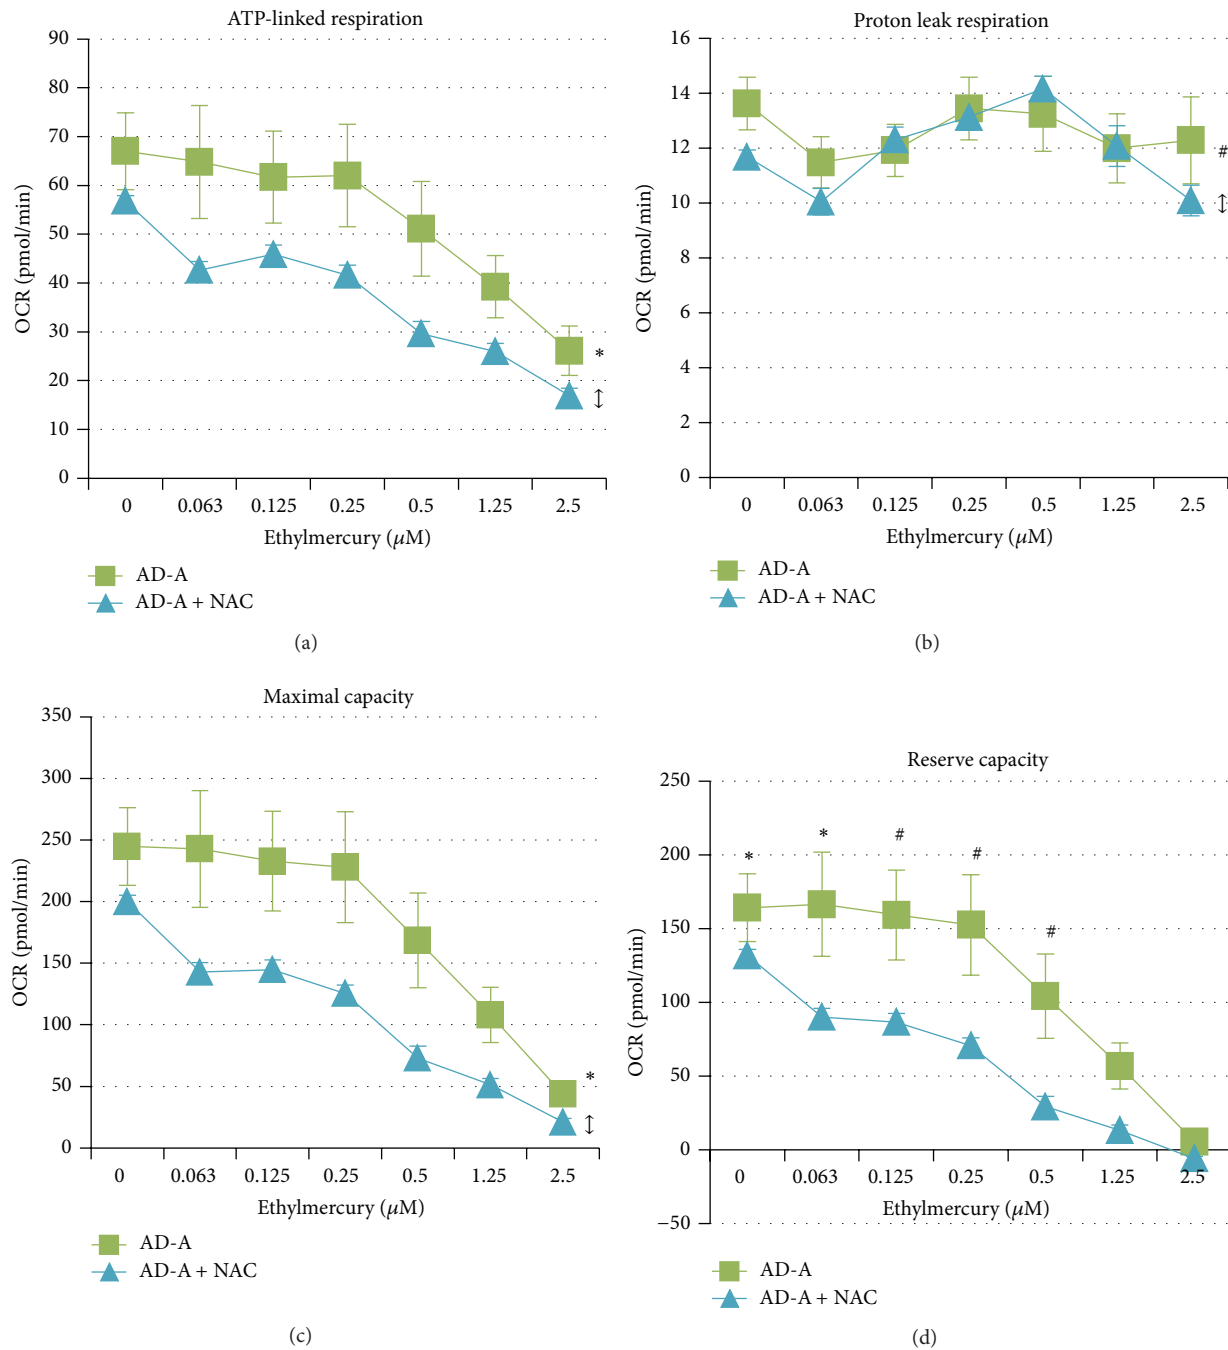 ATP-linked respiration
90
80
70
60
50
40
30
20
10
0
OCR (pmol/min)
*
↕
0 0.063 0.125 0.25 0.5 1.25 2.5
Ethylmercury (μM)
AD-A
AD-A + NAC
(a)
Proton leak respiration
16
14
12
10
8
6
4
2
0
OCR (pmol/min)
#
↕
0 0.063 0.125 0.25 0.5 1.25 2.5
Ethylmercury (μM)
AD-A
AD-A + NAC
(b)
Maximal capacity
350
300
250
200
150
100
50
0
OCR (pmol/min)
*
↕
0 0.063 0.125 0.25 0.5 1.25 2.5
Ethylmercury (μM)
AD-A
AD-A + NAC
(c)
Reserve capacity
250
200
150
100
50
0
−50
OCR (pmol/min)
* * # # #
0 0.063 0.125 0.25 0.5 1.25 2.5
Ethylmercury (μM)
AD-A
AD-A + NAC
(d)